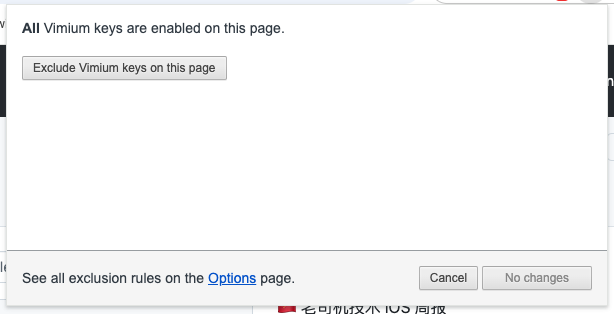 All Vimium keys are enabled on this page.
Exclude Vimium keys on this page
See all exclusion rules on the Options page.
Cancel
No changes
老司机技术 iOS 周报